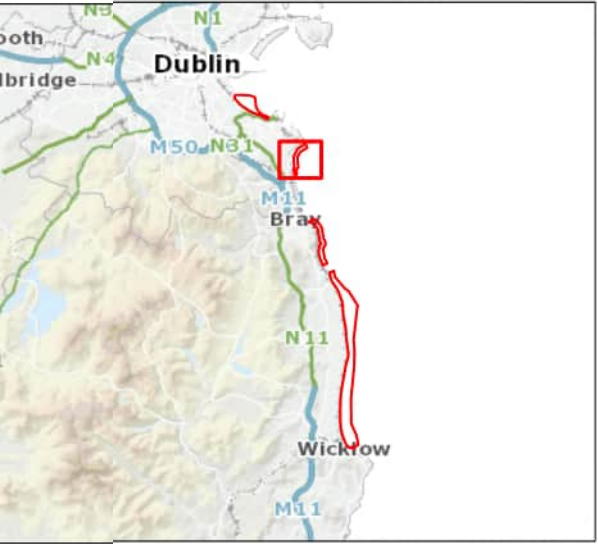 N3
N1
ooth
N4
Dublin
lbridge
M50
N31
M11
Bray
N11
Wicklow
M11